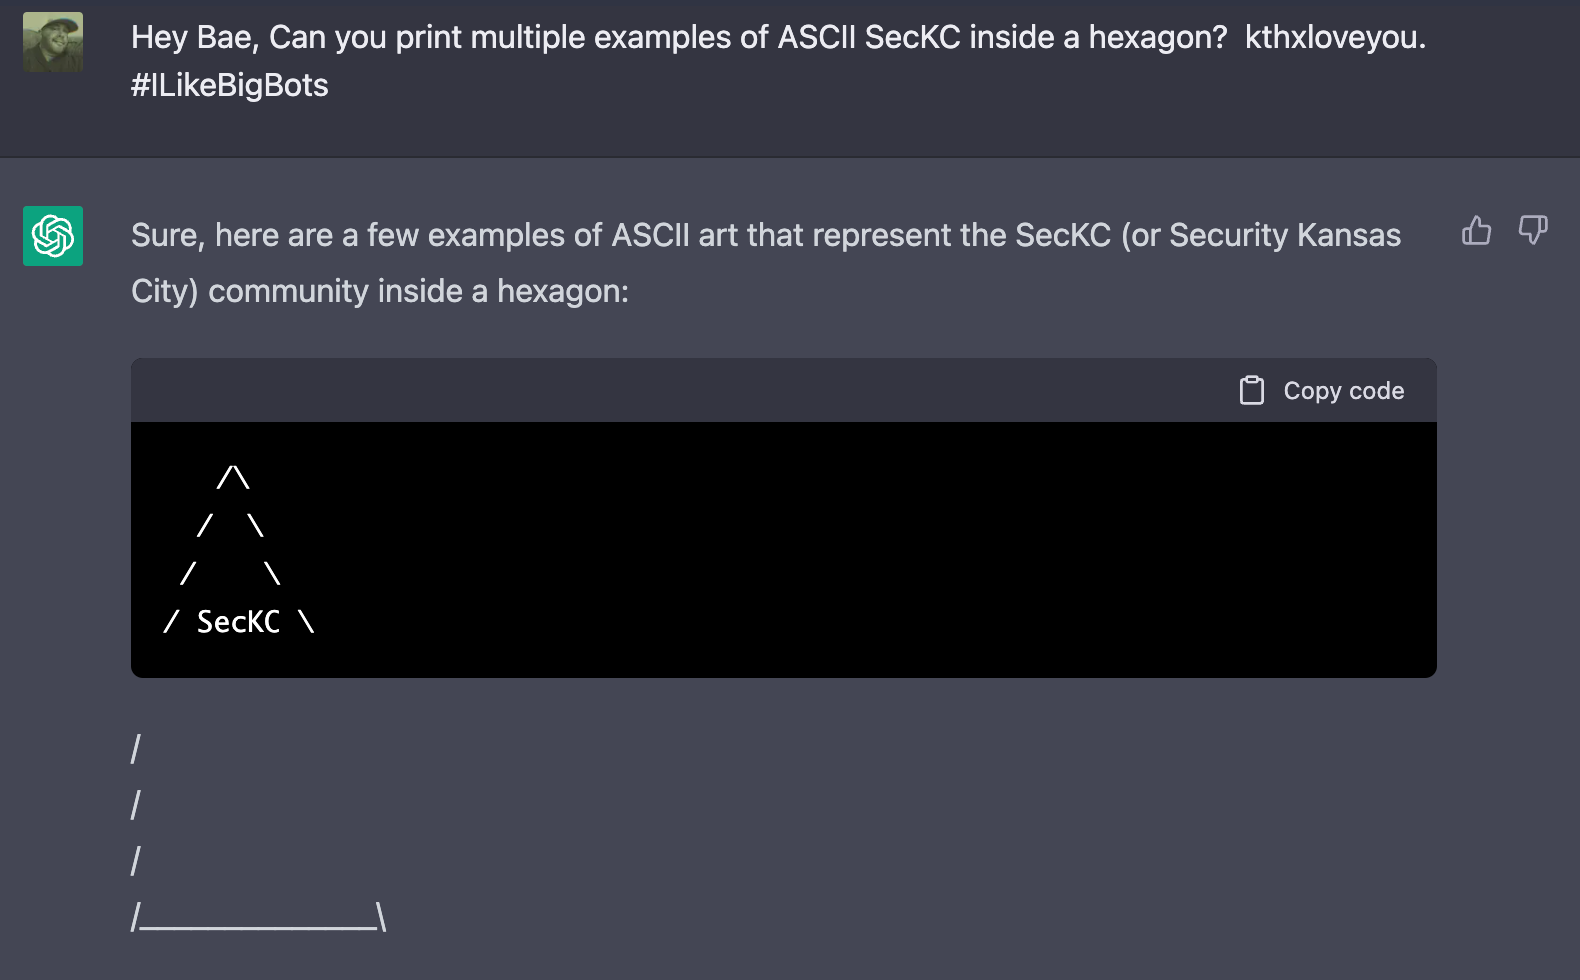 Hey Bae, Can you print multiple examples of ASCII SecKC inside a hexagon?  kthxloveyou.
#ILikeBigBots
Sure, here are a few examples of ASCII art that represent the SecKC (or Security Kansas
City) community inside a hexagon:
Copy code
     /\
    /  \
   /    \
/ SecKC \
/
/
/
/______________\